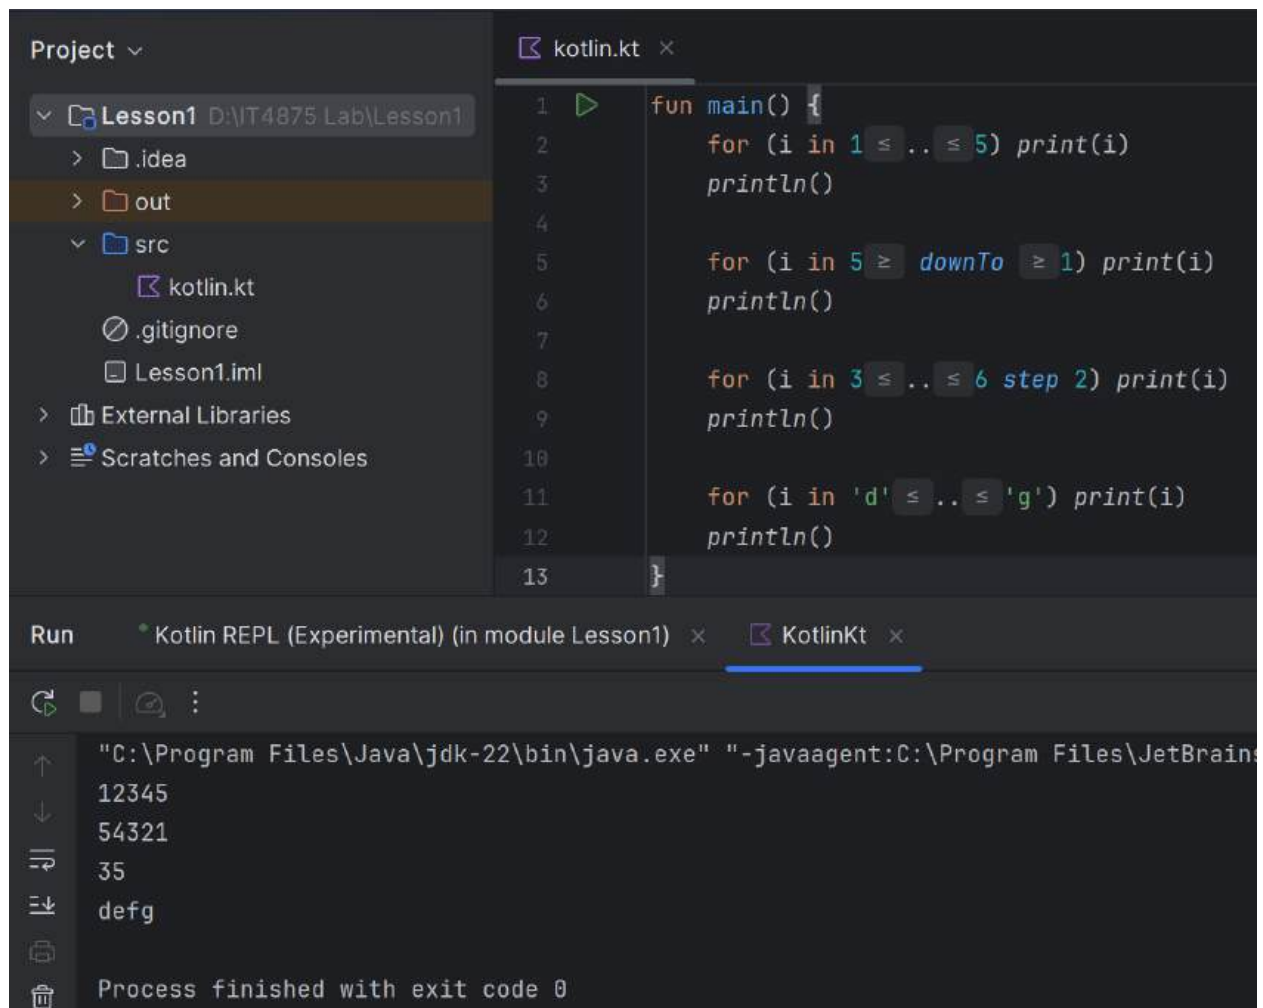 Project
Lesson1 D:\IT4875 Lab\Lesson1
.idea
out
src
kotlin.kt
.gitignore
Lesson1.iml
External Libraries
Scratches and Consoles
kotlin.kt
1 fun main() {
2 for (i in 1 ≤ .. ≤ 5) print(i)
3 println()
4
5 for (i in 5 ≥ downTo ≥ 1) print(i)
6 println()
7
8 for (i in 3 ≤ .. ≤ 6 step 2) print(i)
9 println()
10
11 for (i in 'd' ≤ .. ≤ 'g') print(i)
12 println()
13 }
Run Kotlin REPL (Experimental) (in module Lesson1) KotlinKt
"C:\Program Files\Java\jdk-22\bin\java.exe" "-javaagent:C:\Program Files\JetBrains
12345
54321
35
defg
Process finished with exit code 0